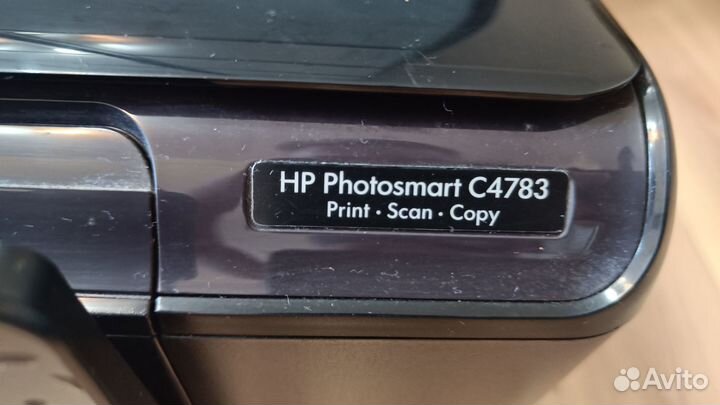 HP Photosmart C4783
Print · Scan · Copy
Avito